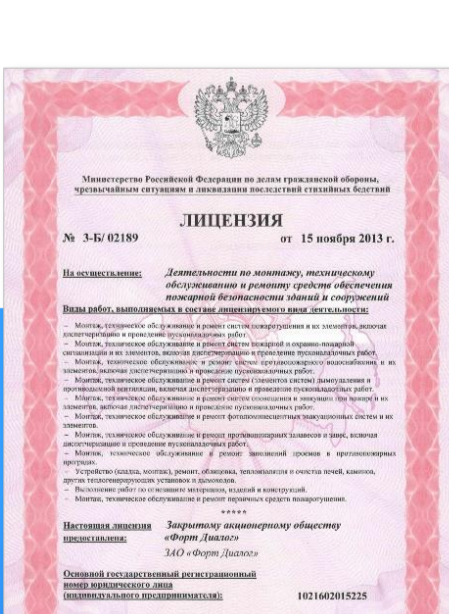 Министерство Российской Федерации по делам гражданской обороны,
чрезвычайным ситуациям и ликвидации последствий стихийных бедствий
ЛИЦЕНЗИЯ
№ 3-Б/ 02189 от 15 ноября 2013 г.
На осуществление: Деятельности по монтажу, техническому
обслуживанию и ремонту средств обеспечения
пожарной безопасности зданий и сооружений
Виды работ, выполняемых в составе лицензируемого вида деятельности:
– Монтаж, техническое обслуживание и ремонт систем пожаротушения и их элементов, включая
диспетчеризацию и проведение пусконаладочных работ.
– Монтаж, техническое обслуживание и ремонт систем пожарной и охранно-пожарной
сигнализации и их элементов, включая диспетчеризацию и проведение пусконаладочных работ.
– Монтаж, техническое обслуживание и ремонт систем противопожарного водоснабжения и их
элементов, включая диспетчеризацию и проведение пусконаладочных работ.
– Монтаж, техническое обслуживание и ремонт систем (элементов систем) дымоудаления и
противодымной вентиляции, включая диспетчеризацию и проведение пусконаладочных работ.
– Монтаж, техническое обслуживание и ремонт систем оповещения и эвакуации при пожаре и их
элементов, включая диспетчеризацию и проведение пусконаладочных работ.
– Монтаж, техническое обслуживание и ремонт фотолюминесцентных эвакуационных систем и их
элементов.
– Монтаж, техническое обслуживание и ремонт противопожарных занавесов и завес, включая
диспетчеризацию и проведение пусконаладочных работ.
– Монтаж, техническое обслуживание и ремонт заполнений проемов в противопожарных
преградах.
– Устройство (кладка, монтаж), ремонт, облицовка, теплоизоляция и очистка печей, каминов,
других теплогенерирующих установок и дымоходов.
– Выполнение работ по огнезащите материалов, изделий и конструкций.
– Монтаж, техническое обслуживание и ремонт первичных средств пожаротушения.
*****
Настоящая лицензия Закрытому акционерному обществу
предоставлена: «Форт Диалог»
ЗАО «Форт Диалог»
Основной государственный регистрационный
номер юридического лица
(индивидуального предпринимателя): 1021602015225